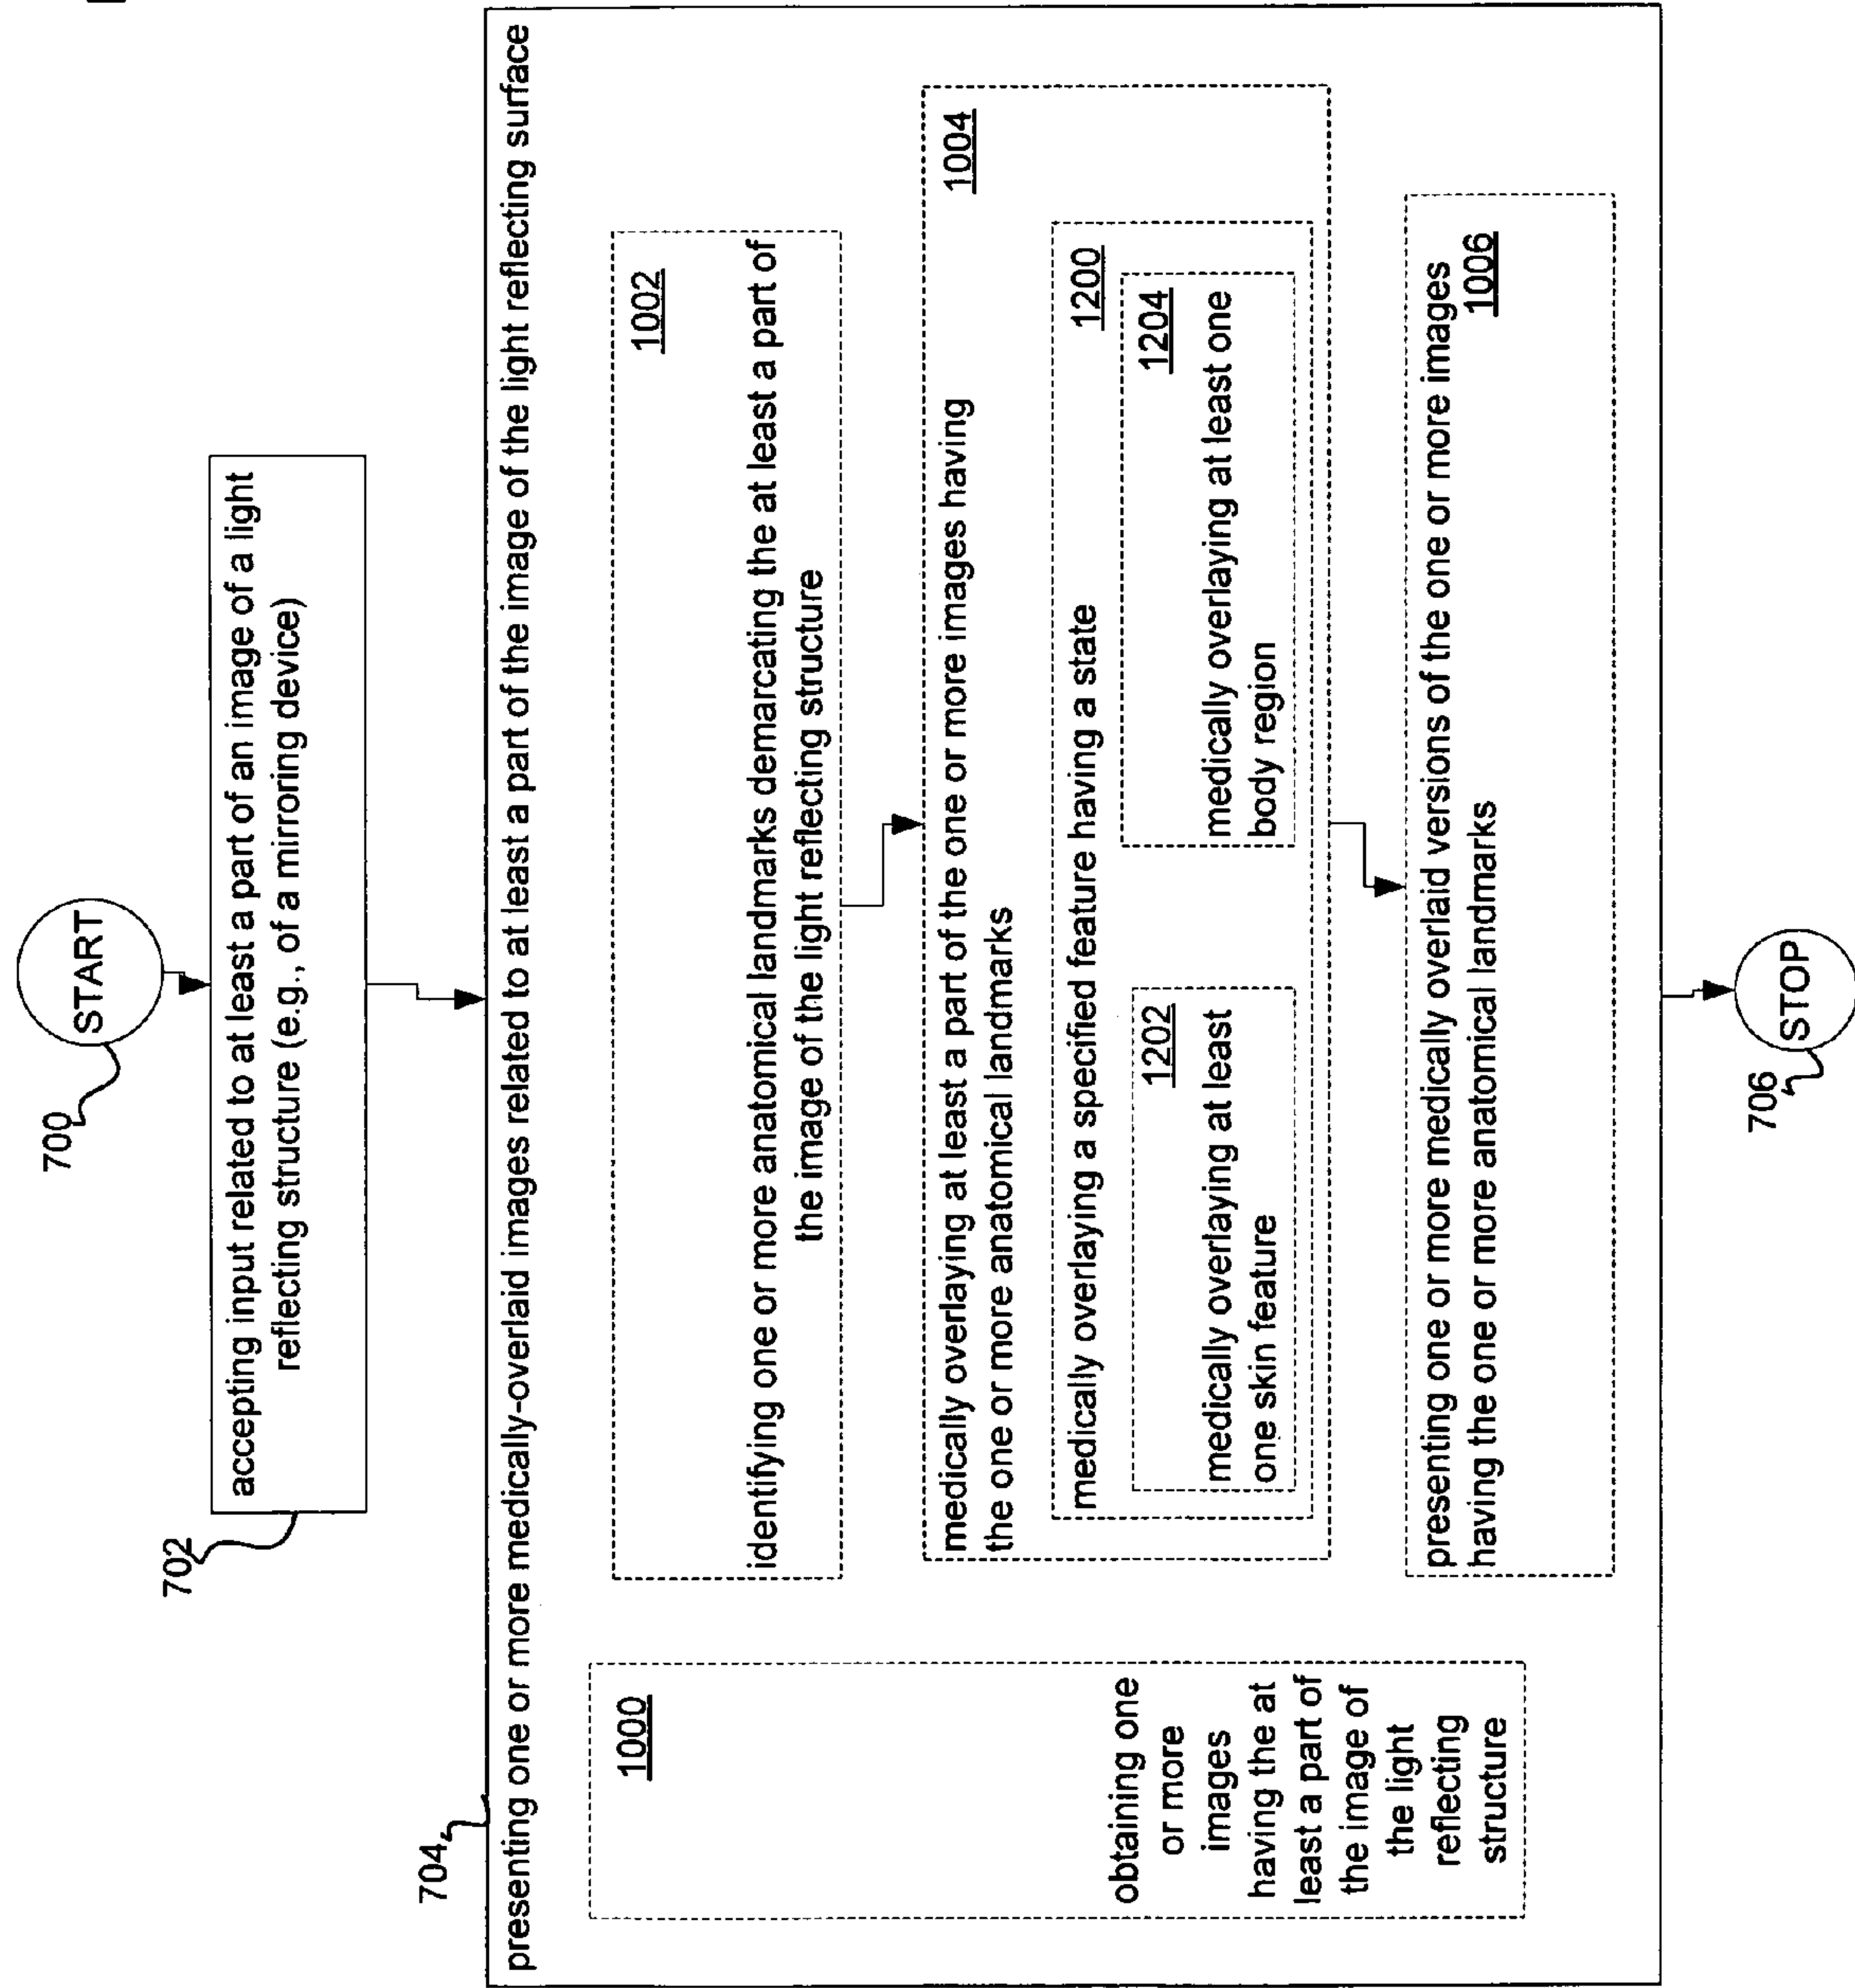 START
700
702
accepting input related to at least a part of an image of a light
reflecting structure (e.g., of a mirroring device)
704
presenting one or more medically-overlaid images related to at least a part of the image of the light reflecting surface
1000
obtaining one
or more
images
having the at
least a part of
the image of
the light
reflecting
structure
1002
identifying one or more anatomical landmarks demarcating the at least a part of
the image of the light reflecting structure
1004
medically overlaying at least a part of the one or more images having
the one or more anatomical landmarks
1200
medically overlaying a specified feature having a state
1202
medically overlaying at least
one skin feature
1204
medically overlaying at least one
body region
presenting one or more medically overlaid versions of the one or more images
having the one or more anatomical landmarks
1006
STOP
706